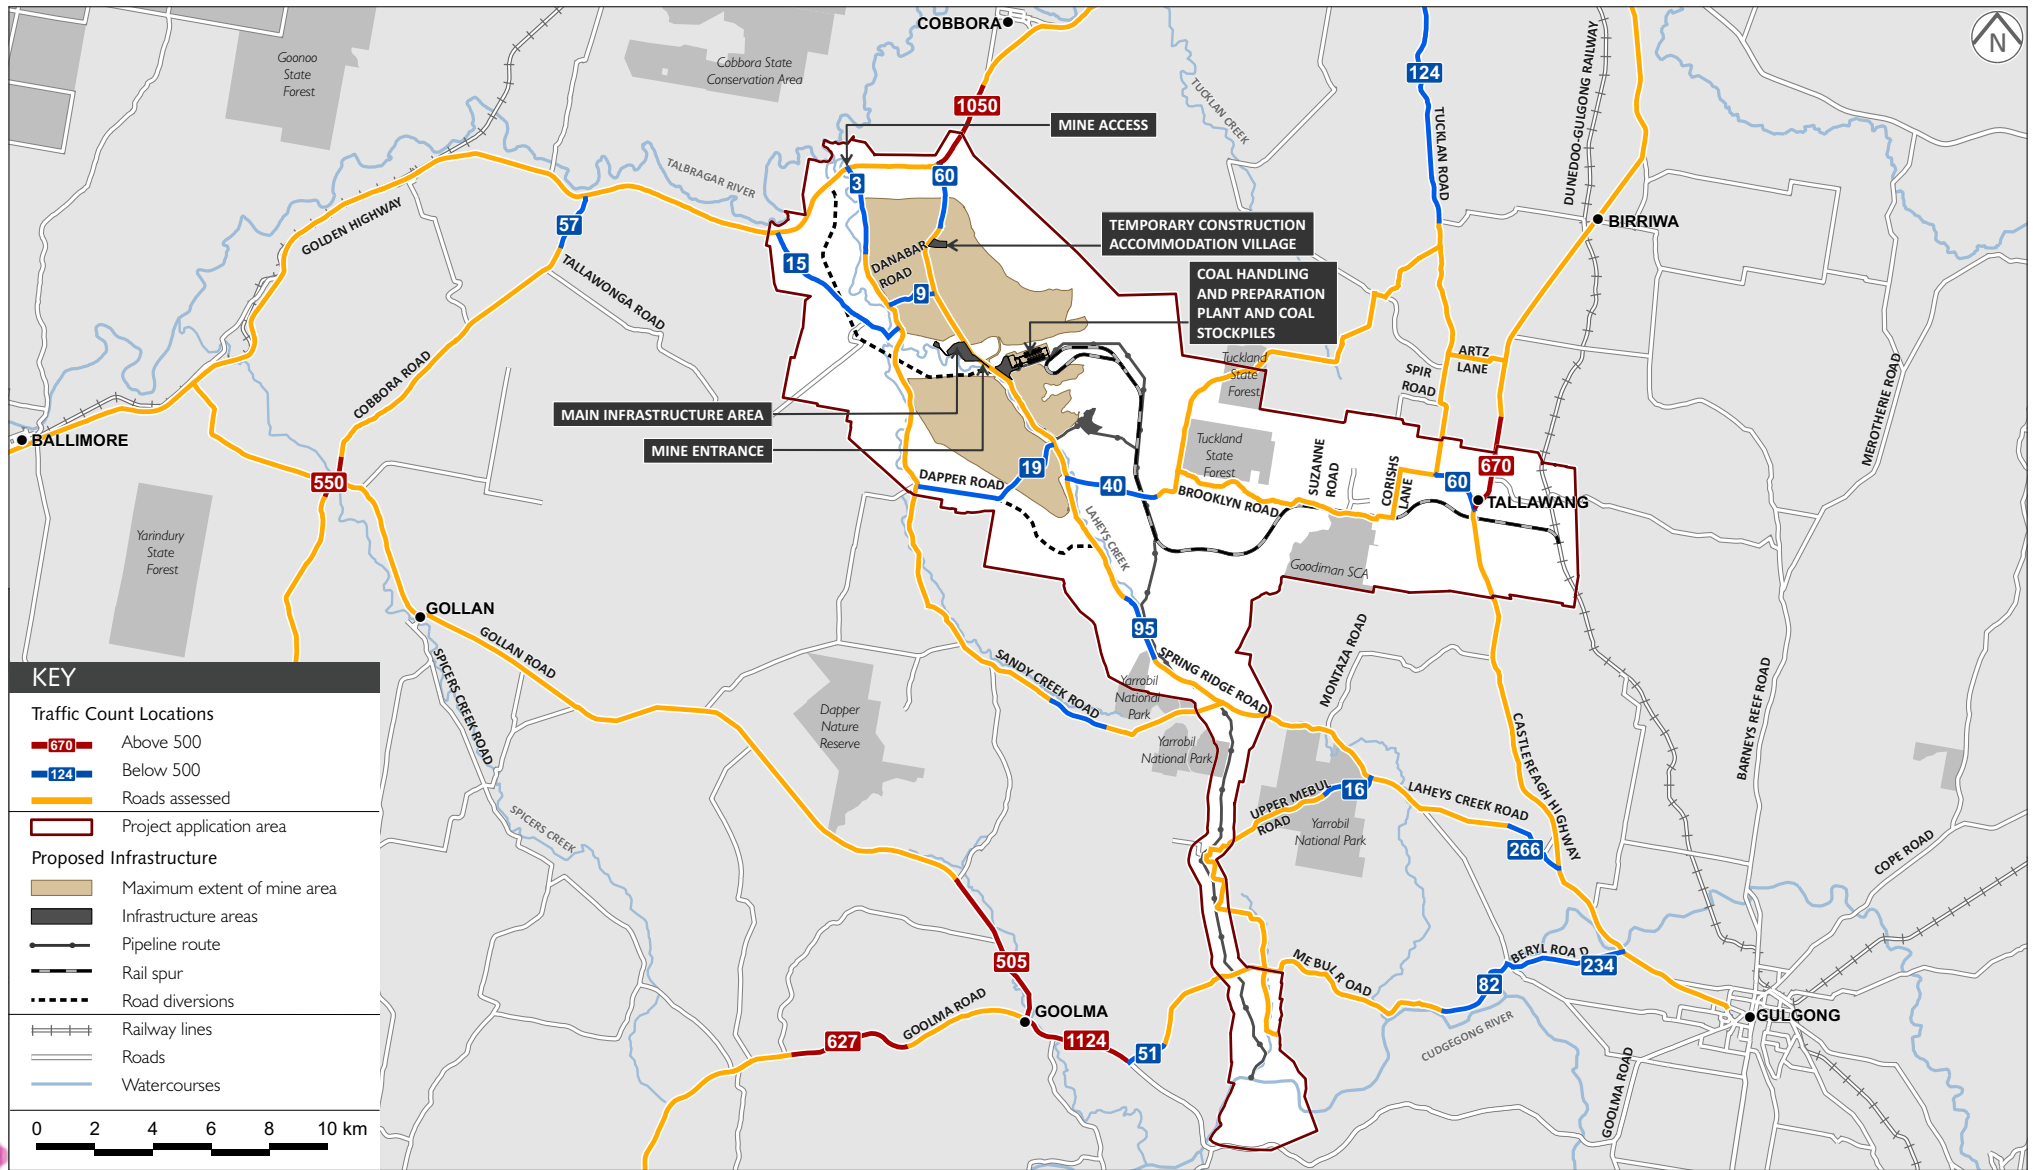 COBBORA
N
Goonoo
State
Forest
Cobbora State
Conservation Area
124
1050
TUCKLAN CREEK
DUNEDOO-GULGONG RAILWAY
MINE ACCESS
TUCKLAN ROAD
TALBRAGAR RIVER
3
60
GOLDEN HIGHWAY
57
BIRRIWA
TEMPORARY CONSTRUCTION
ACCOMMODATION VILLAGE
15
DANABAR
ROAD
TALLAWONGA ROAD
COAL HANDLING
AND PREPARATION
PLANT AND COAL
STOCKPILES
9
COBBORA ROAD
Tuckland
State
Forest
ARTZ
LANE
SPIR
ROAD
MEROTHERIE ROAD
MAIN INFRASTRUCTURE AREA
MINE ENTRANCE
BALLIMORE
Tuckland
State
Forest
SUZANNE
ROAD
CORISHS
LANE
670
60
550
DAPPER ROAD
19
40
BROOKLYN ROAD
TALLAWANG
Yarindury
State
Forest
LAHEYS CREEK
Goodiman SCA
GOLLAN
95
GOLLAN ROAD
SPICERS CREEK ROAD
SANDY CREEK ROAD
SPRING RIDGE ROAD
MONTAZA ROAD
BARNEYS REEF ROAD
Yarrobil
National
Park
Dapper
Nature
Reserve
Yarrobil
National Park
CASTLEREAGH HIGHWAY
UPPER MEBUL
ROAD
16
LAHEYS CREEK ROAD
Yarrobil
National Park
SPICERS CREEK
266
COPE ROAD
505
MEBUL ROAD
BERYL ROAD
234
82
GOOLMA ROAD
GOOLMA
627
1124
51
CUDGEGONG RIVER
GULGONG
GOOLMA ROAD
KEY
Traffic Count Locations
670 Above 500
124 Below 500
Roads assessed
Project application area
Proposed Infrastructure
Maximum extent of mine area
Infrastructure areas
Pipeline route
Rail spur
Road diversions
Railway lines
Roads
Watercourses
0 2 4 6 8 10 km